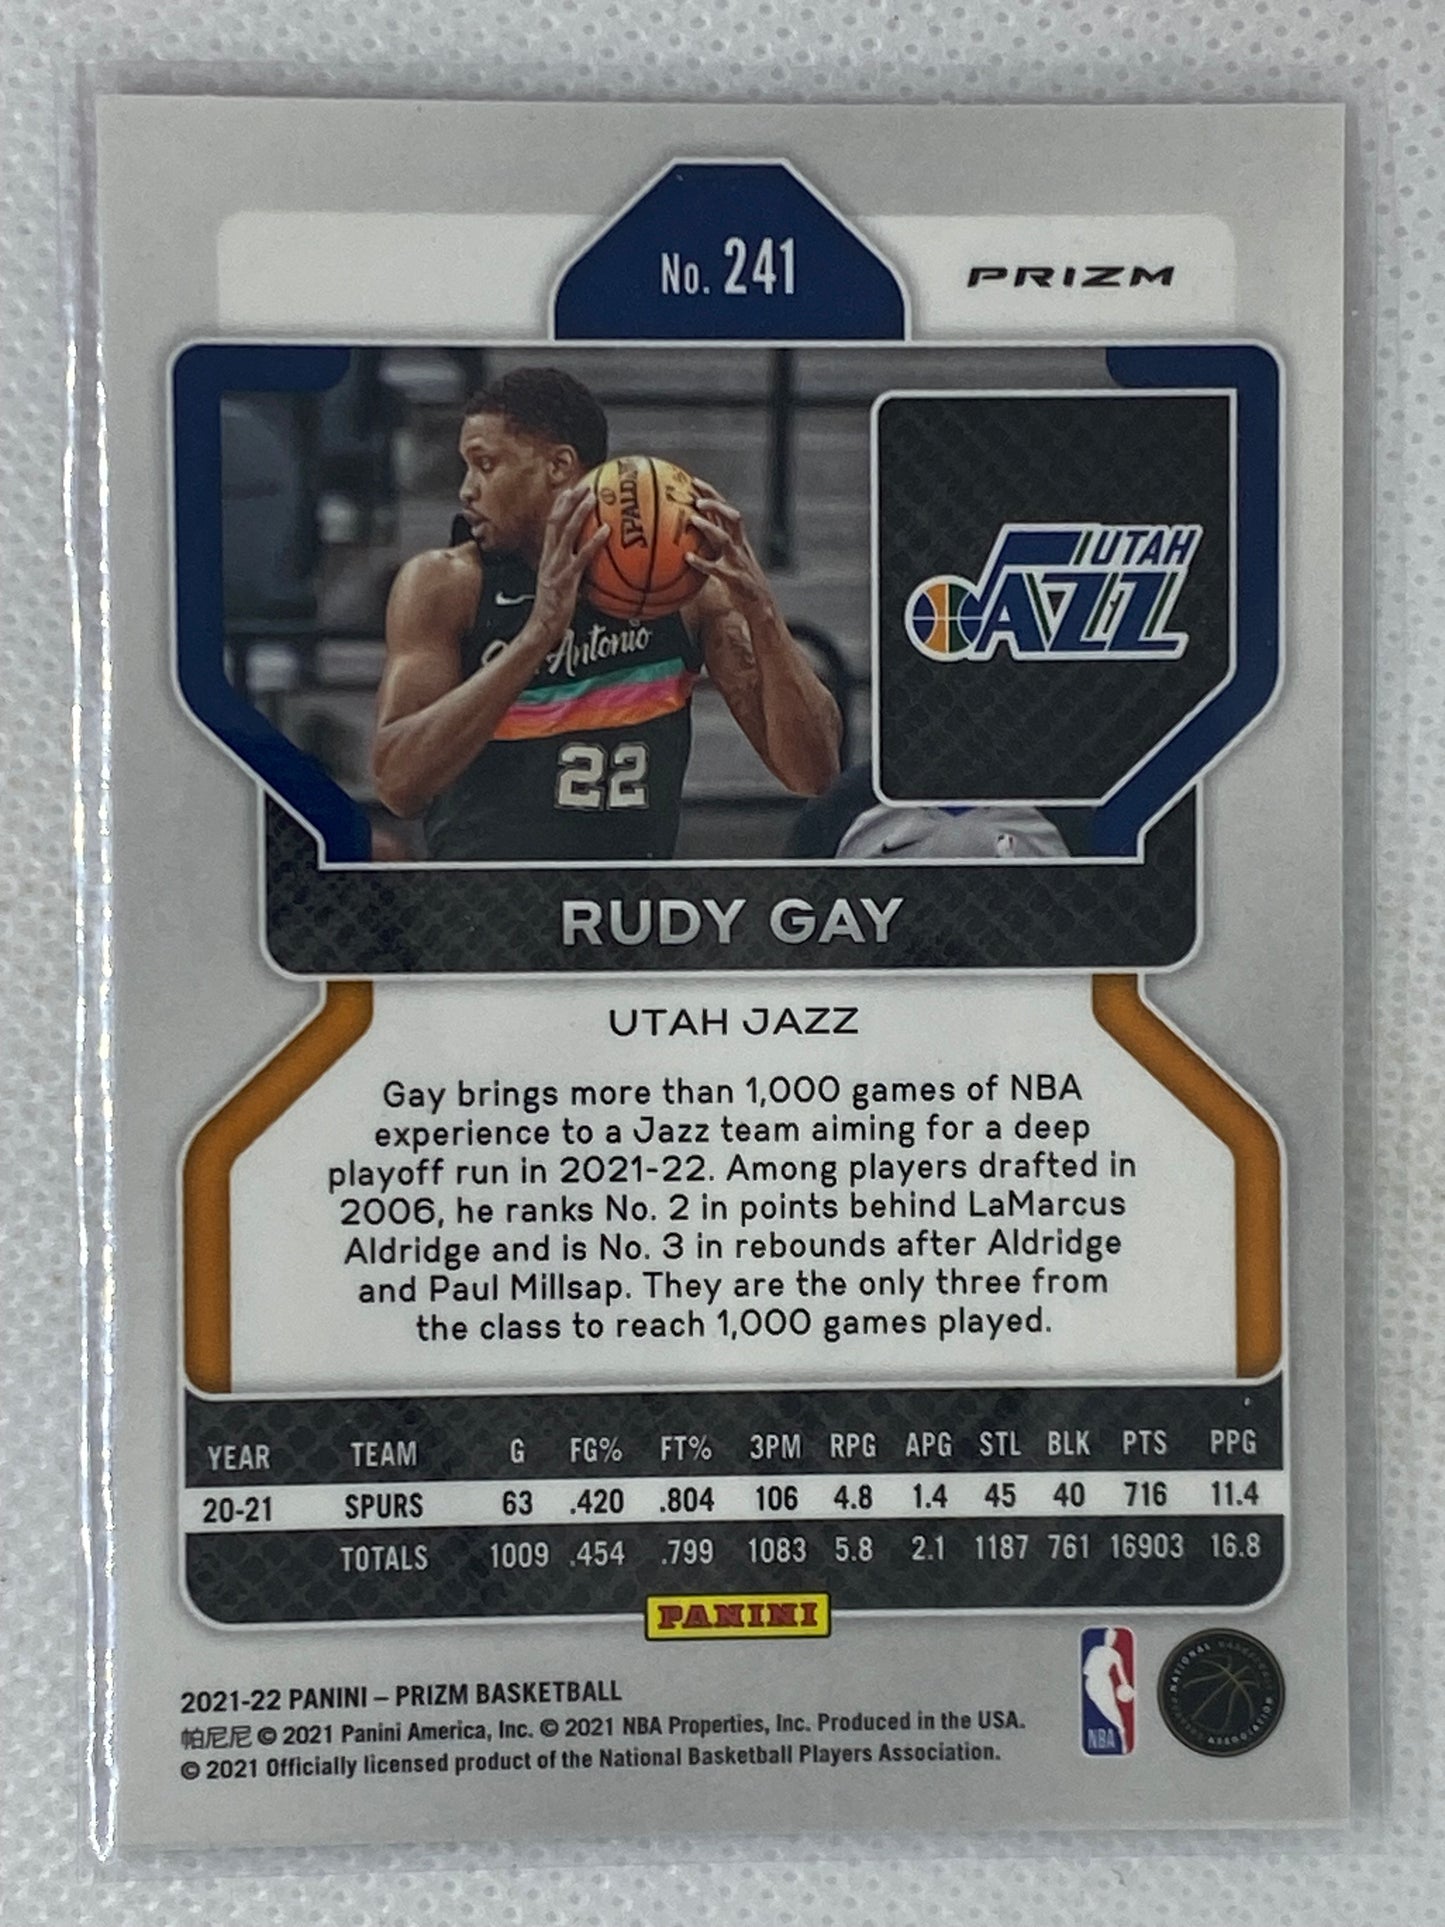 No. 241
PRIZM
SPALDING
Antonio
22
UTAH
JAZZ
RUDY GAY
UTAH JAZZ
Gay brings more than 1,000 games of NBA
experience to a Jazz team aiming for a deep
playoff run in 2021-22. Among players drafted in
2006, he ranks No. 2 in points behind LaMarcus
Aldridge and is No. 3 in rebounds after Aldridge
and Paul Millsap. They are the only three from
the class to reach 1,000 games played.
YEAR TEAM G FG% FT% 3PM RPG APG STL BLK PTS PPG
20-21 SPURS 63 .420 .804 106 4.8 1.4 45 40 716 11.4
TOTALS 1009 .454 .799 1083 5.8 2.1 1187 761 16903 16.8
PANINI
2021-22 PANINI – PRIZM BASKETBALL
帕尼尼 © 2021 Panini America, Inc. © 2021 NBA Properties, Inc. Produced in the USA.
© 2021 Officially licensed product of the National Basketball Players Association.
NBA
NATIONAL BASKETBALL
PLAYERS ASSOCIATION